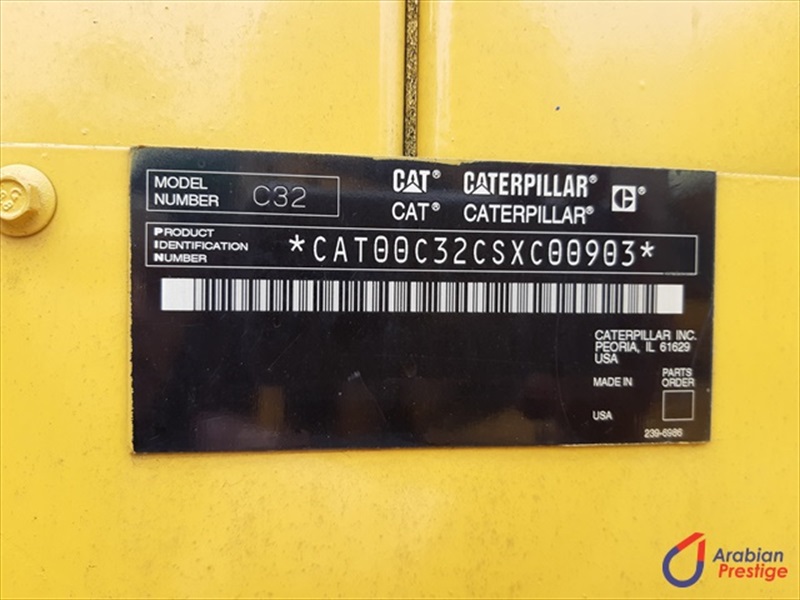 MODEL
NUMBER
C32
CAT® CATERPILLAR® C®
CAT® CATERPILLAR®
PRODUCT
IDENTIFICATION
NUMBER
*CAT00C32CSXC00903*
CATERPILLAR INC.
PEORIA, IL 61629
USA
MADE IN
PARTS
ORDER
USA
239-6986
Arabian
Prestige